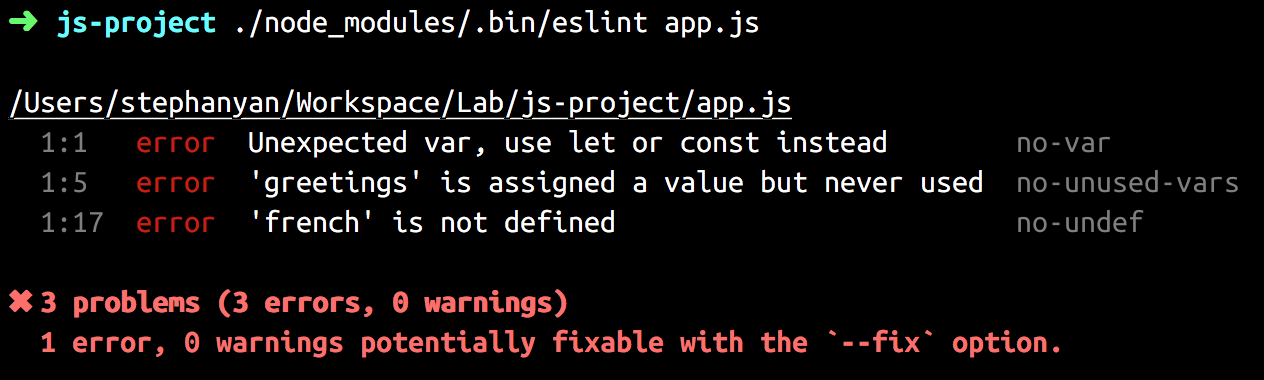 ➜ js-project ./node_modules/.bin/eslint app.js
/Users/stephanyan/Workspace/Lab/js-project/app.js
1:1 error Unexpected var, use let or const instead no-var
1:5 error 'greetings' is assigned a value but never used no-unused-vars
1:17 error 'french' is not defined no-undef
✖ 3 problems (3 errors, 0 warnings)
1 error, 0 warnings potentially fixable with the `--fix` option.